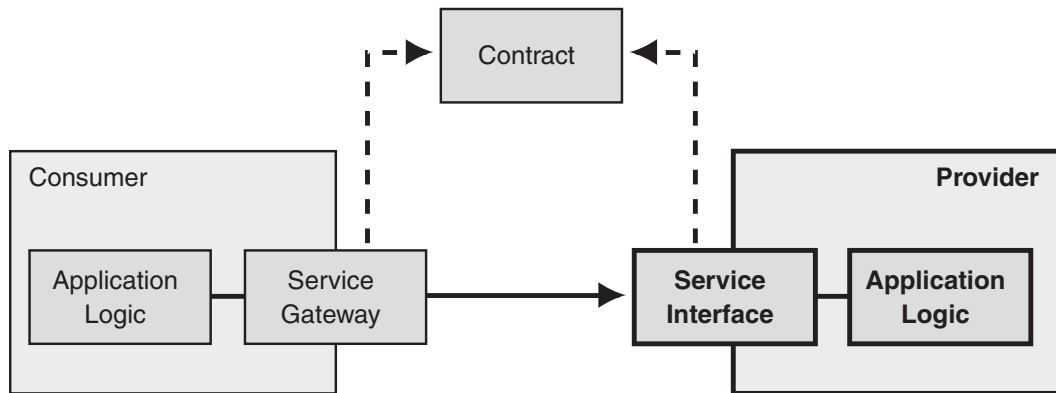 Contract
Consumer
Provider
Application
Logic
Service
Gateway
Service
Interface
Application
Logic